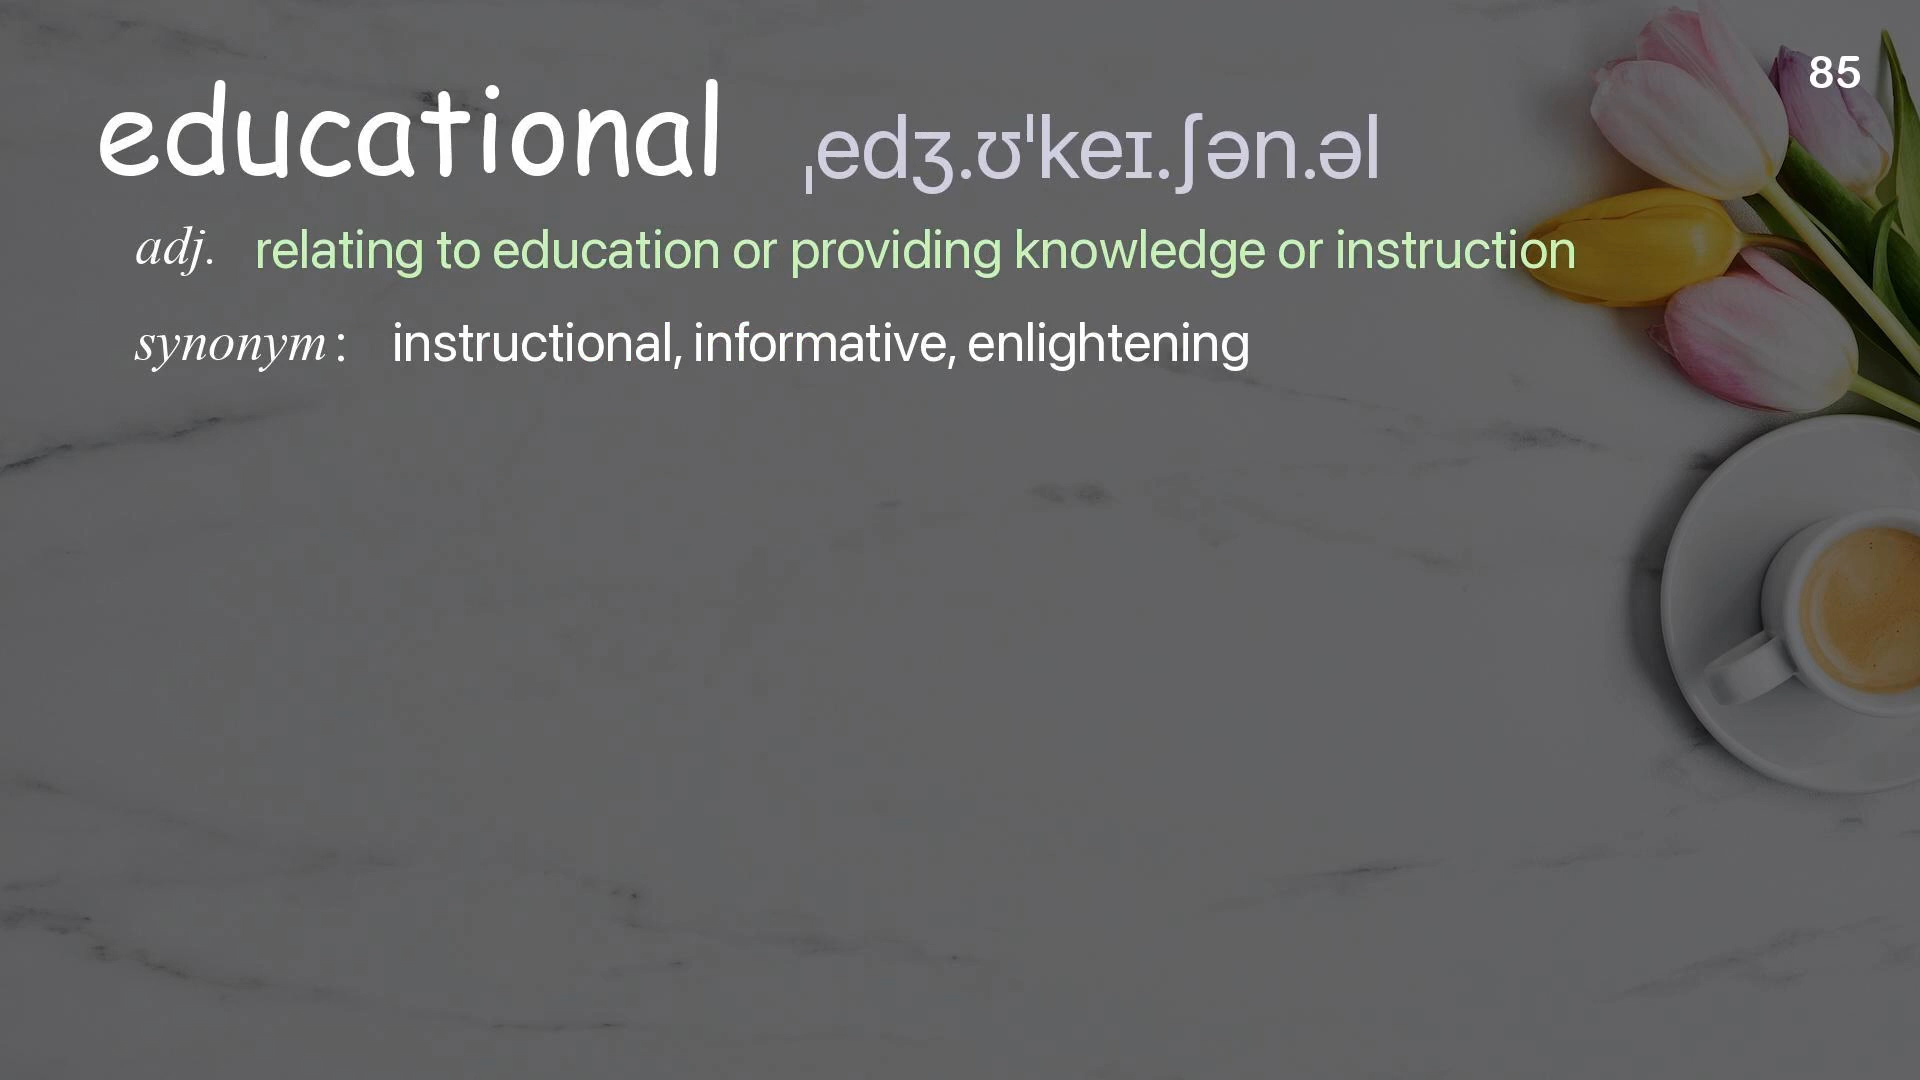 85
educational ˌedʒ.ʊˈkeɪ.ʃən.əl
adj. relating to education or providing knowledge or instruction
synonym : instructional, informative, enlightening